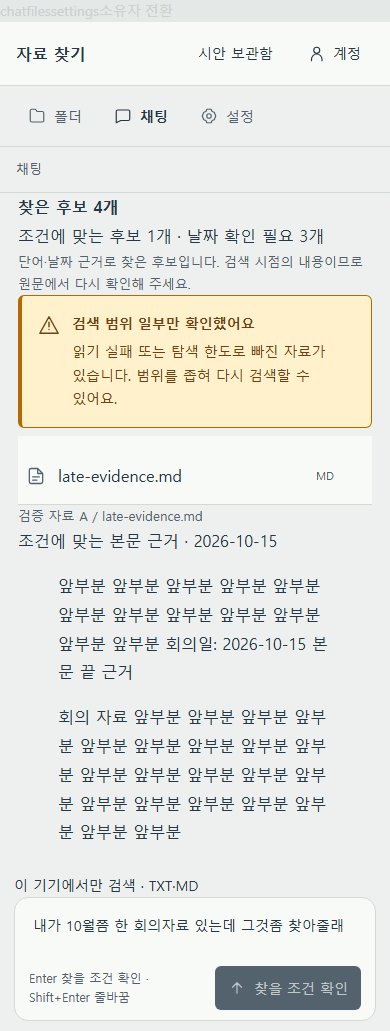 chatfilessettings소유자 전환
자료 찾기
시안 보관함
계정
폴더
채팅
설정
채팅
찾은 후보 4개
조건에 맞는 후보 1개 · 날짜 확인 필요 3개
단어·날짜 근거로 찾은 후보입니다. 검색 시점의 내용이므로
원문에서 다시 확인해 주세요.
검색 범위 일부만 확인했어요
읽기 실패 또는 탐색 한도로 빠진 자료가
있습니다. 범위를 좁혀 다시 검색할 수
있어요.
late-evidence.md
MD
검증 자료 A / late-evidence.md
조건에 맞는 본문 근거 · 2026-10-15
앞부분 앞부분 앞부분 앞부분 앞부분
앞부분 앞부분 앞부분 앞부분 앞부분
앞부분 앞부분 회의일: 2026-10-15 본
문 끝 근거
회의 자료 앞부분 앞부분 앞부분 앞부
분 앞부분 앞부분 앞부분 앞부분 앞부
분 앞부분 앞부분 앞부분 앞부분 앞부
분 앞부분 앞부분 앞부분 앞부분 앞부
분 앞부분 앞부분
이 기기에서만 검색 · TXT·MD
내가 10월쯤 한 회의자료 있는데 그것좀 찾아줄래
Enter 찾을 조건 확인 ·
Shift+Enter 줄바꿈
찾을 조건 확인